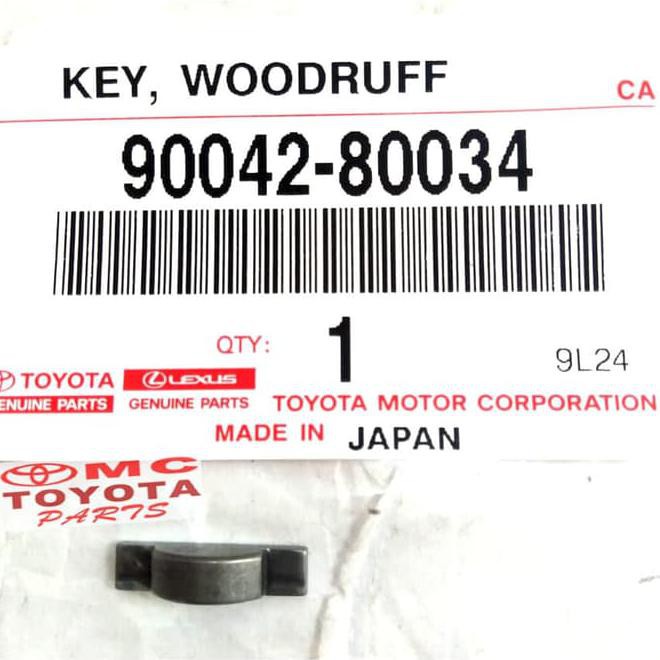 KEY, WOODRUFF
CA
90042-80034
QTY: 1
9L24
TOYOTA LEXUS
GENUINE PARTS GENUINE PARTS TOYOTA MOTOR CORPORATION
MADE IN JAPAN
MC
TOYOTA
PARTS